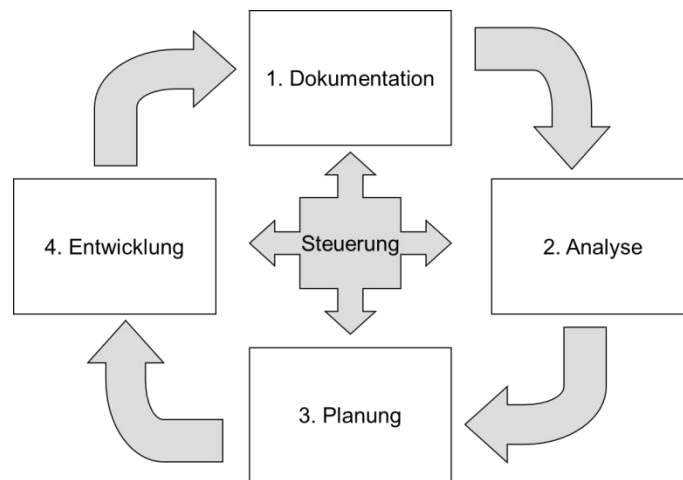 1. Dokumentation
4. Entwicklung
Steuerung
2. Analyse
3. Planung